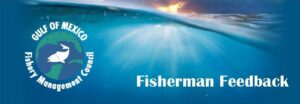 GULF OF MEXICO
Fishery Management Council
Fisherman Feedback